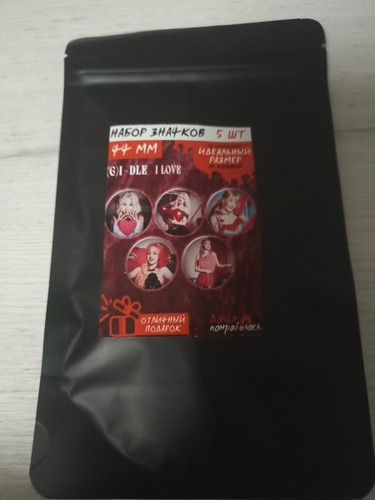 НАБОР ЗНАЧКОВ 5 ШТ
44 ММ
ИДЕАЛЬНЫЙ
РАЗМЕР
(G)I-DLE I LOVE
ОТЛИЧНЫЙ
ПОДАРОК
понравилось